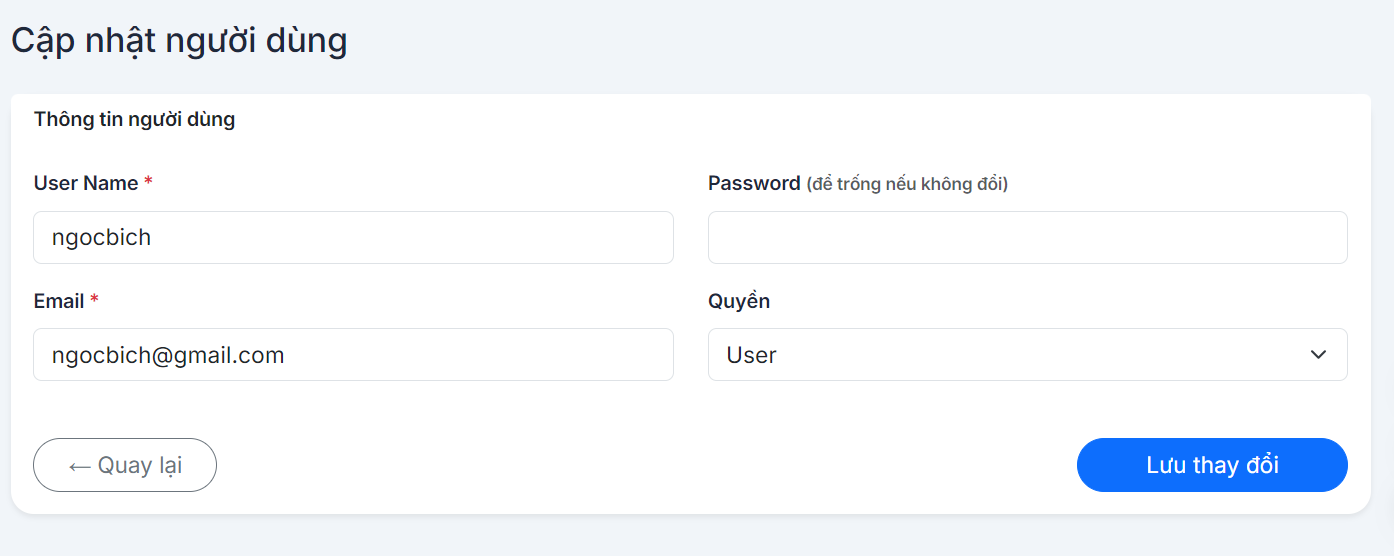 Cập nhật người dùng
Thông tin người dùng
User Name *
Password (để trống nếu không đổi)
ngocbich
Email *
Quyền
ngocbich@gmail.com
User
← Quay lại
Lưu thay đổi